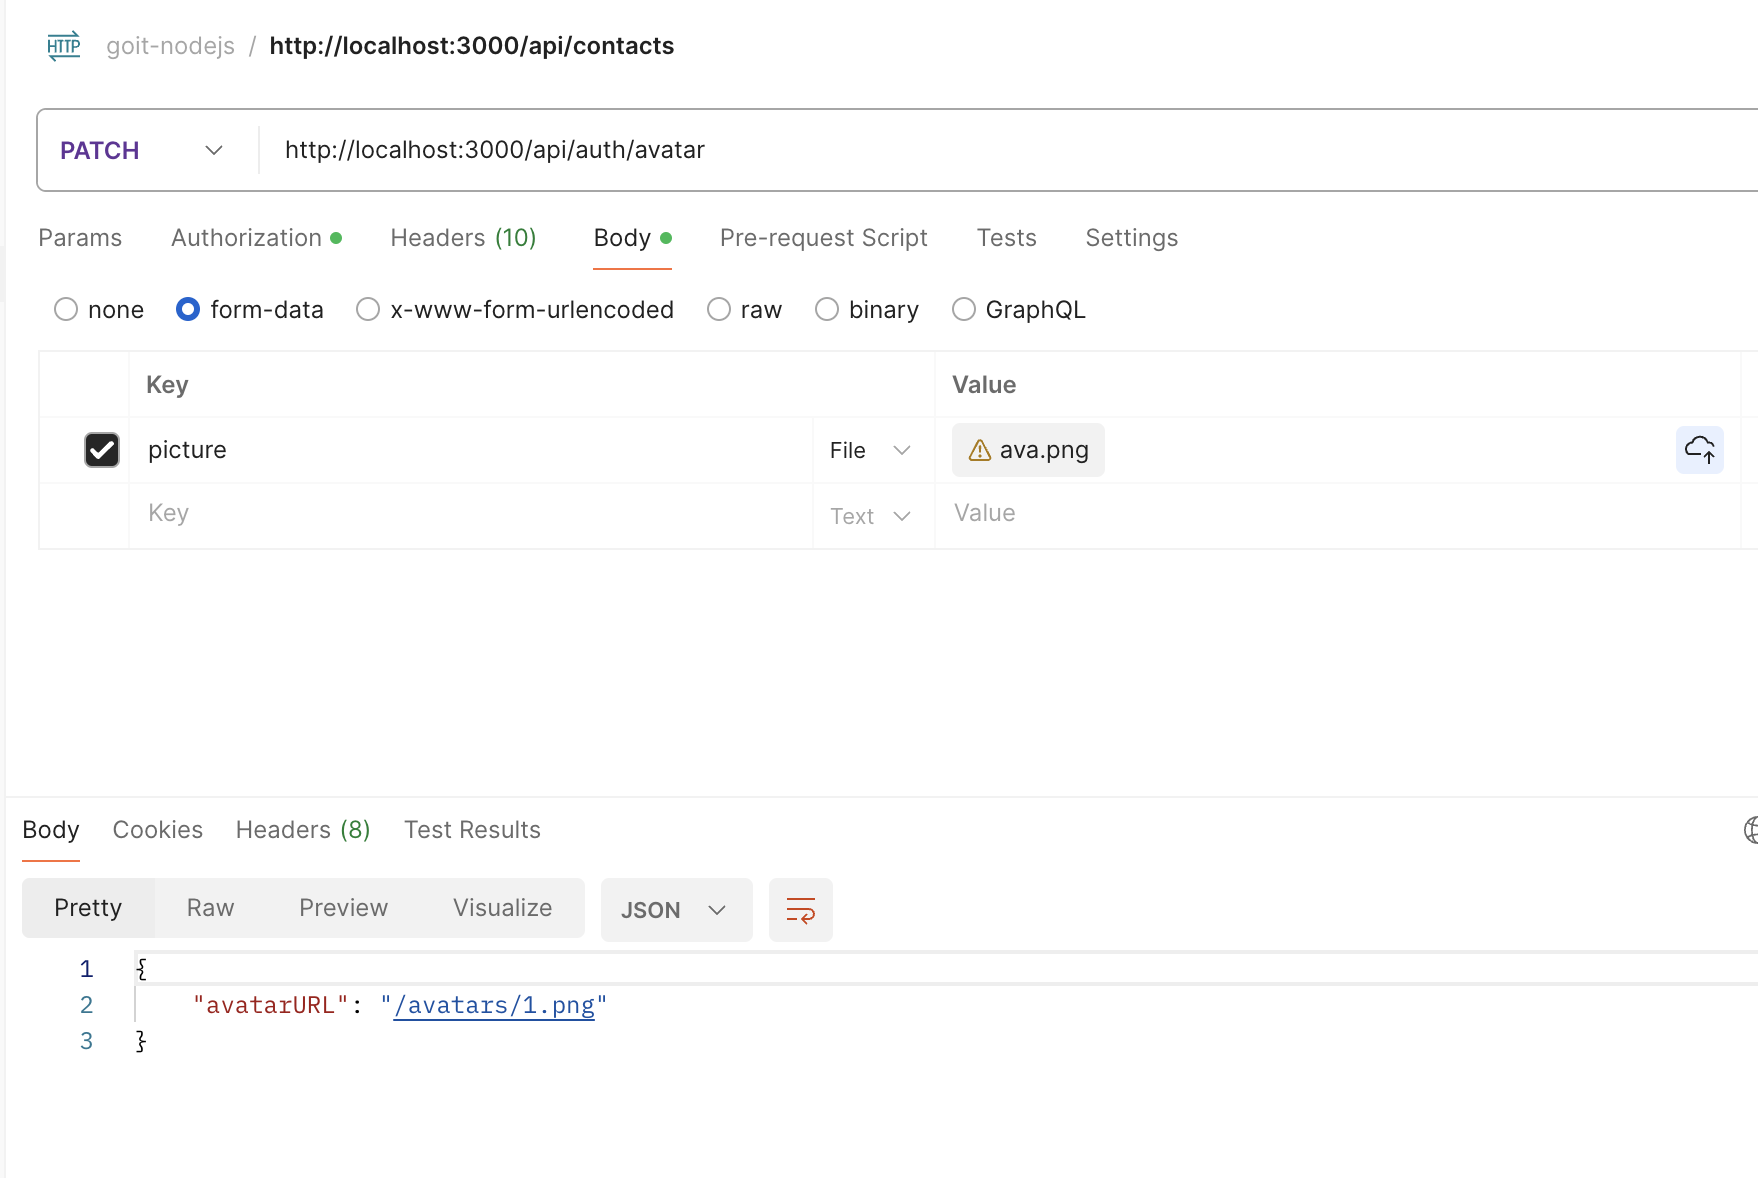 HTTP goit-nodejs / http://localhost:3000/api/contacts
PATCH http://localhost:3000/api/auth/avatar
Params Authorization Headers (10) Body Pre-request Script Tests Settings
none form-data x-www-form-urlencoded raw binary GraphQL
Key Value
picture File ava.png
Key Text Value
Body Cookies Headers (8) Test Results
Pretty Raw Preview Visualize JSON
1 {
2 "avatarURL": "/avatars/1.png"
3 }